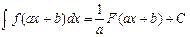 ∫ f(ax + b)dx = 1/a F(ax + b) + C